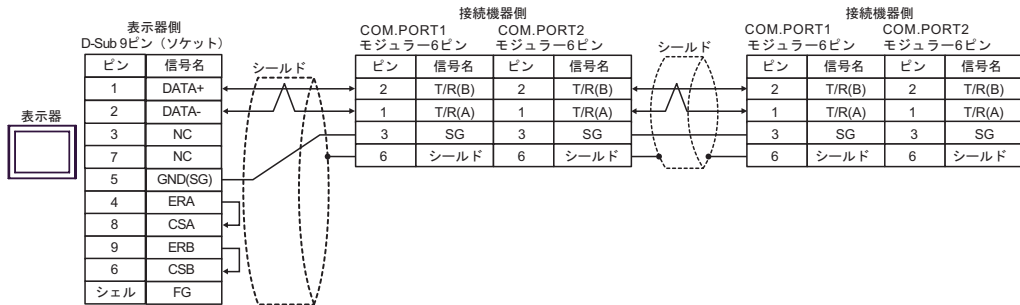 表示器
表示器側
D-Sub 9ピン（ソケット）
ピン 信号名
1 DATA+
2 DATA-
3 NC
7 NC
5 GND(SG)
4 ERA
8 CSA
9 ERB
6 CSB
シェル FG
シールド
接続機器側
COM.PORT1 COM.PORT2
モジュラー6ピン モジュラー6ピン
ピン 信号名 ピン 信号名
2 T/R(B) 2 T/R(B)
1 T/R(A) 1 T/R(A)
3 SG 3 SG
6 シールド 6 シールド
シールド
接続機器側
COM.PORT1 COM.PORT2
モジュラー6ピン モジュラー6ピン
ピン 信号名 ピン 信号名
2 T/R(B) 2 T/R(B)
1 T/R(A) 1 T/R(A)
3 SG 3 SG
6 シールド 6 シールド